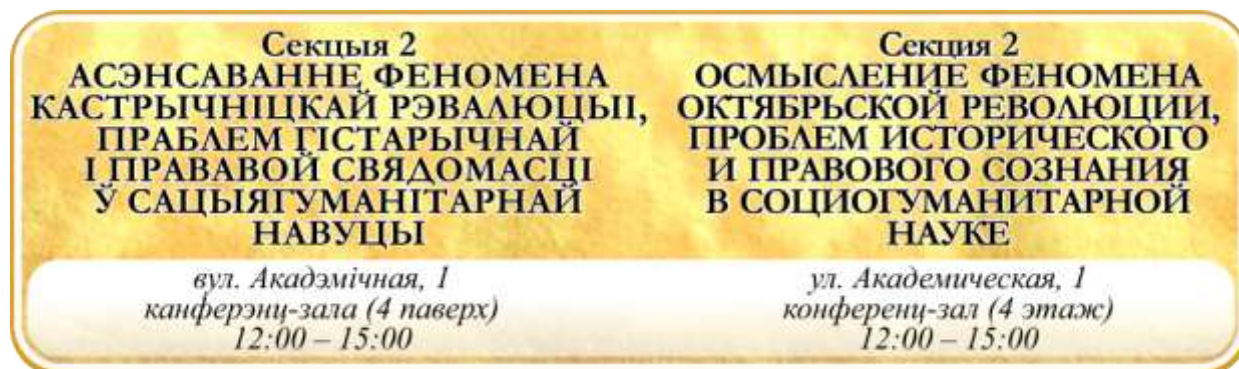 Секцыя 2
АСЭНСАВАННЕ ФЕНОМЕНА
КАСТРЫЧНІЦКАЙ РЭВАЛЮЦЫІ,
ПРАБЛЕМ ГІСТАРЫЧНАЙ
І ПРАВАВОЙ СВЯДОМАСЦІ
Ў САЦЫЯГУМАНІТАРНАЙ
НАВУЦЫ
вул. Акадэмічная, 1
канферэнц-зала (4 паверх)
12:00 – 15:00
Секция 2
ОСМЫСЛЕНИЕ ФЕНОМЕНА
ОКТЯБРЬСКОЙ РЕВОЛЮЦИИ,
ПРОБЛЕМ ИСТОРИЧЕСКОГО
И ПРАВОВОГО СОЗНАНИЯ
В СОЦИОГУМАНИТАРНОЙ
НАУКЕ
ул. Академическая, 1
конференц-зал (4 этаж)
12:00 – 15:00